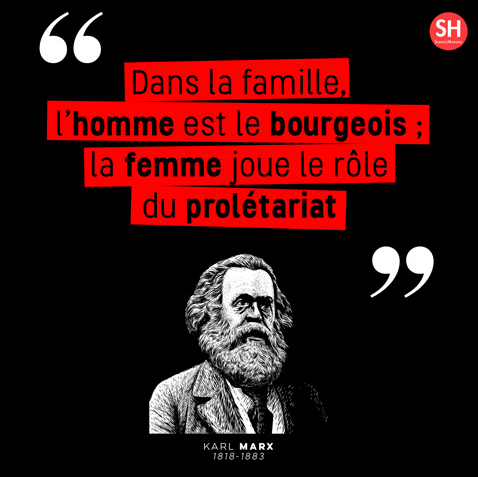 SH
Dans la famille,
l'homme est le bourgeois ;
la femme joue le rôle
du prolétariat
KARL MARX
1818-1883